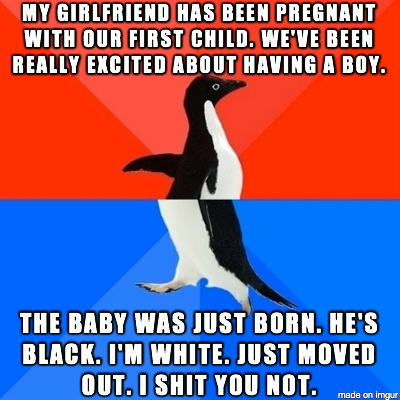 MY GIRLFRIEND HAS BEEN PREGNANT
WITH OUR FIRST CHILD. WE'VE BEEN
REALLY EXCITED ABOUT HAVING A BOY.
THE BABY WAS JUST BORN. HE'S
BLACK. I'M WHITE. JUST MOVED
OUT. I SHIT YOU NOT.
made on imgur